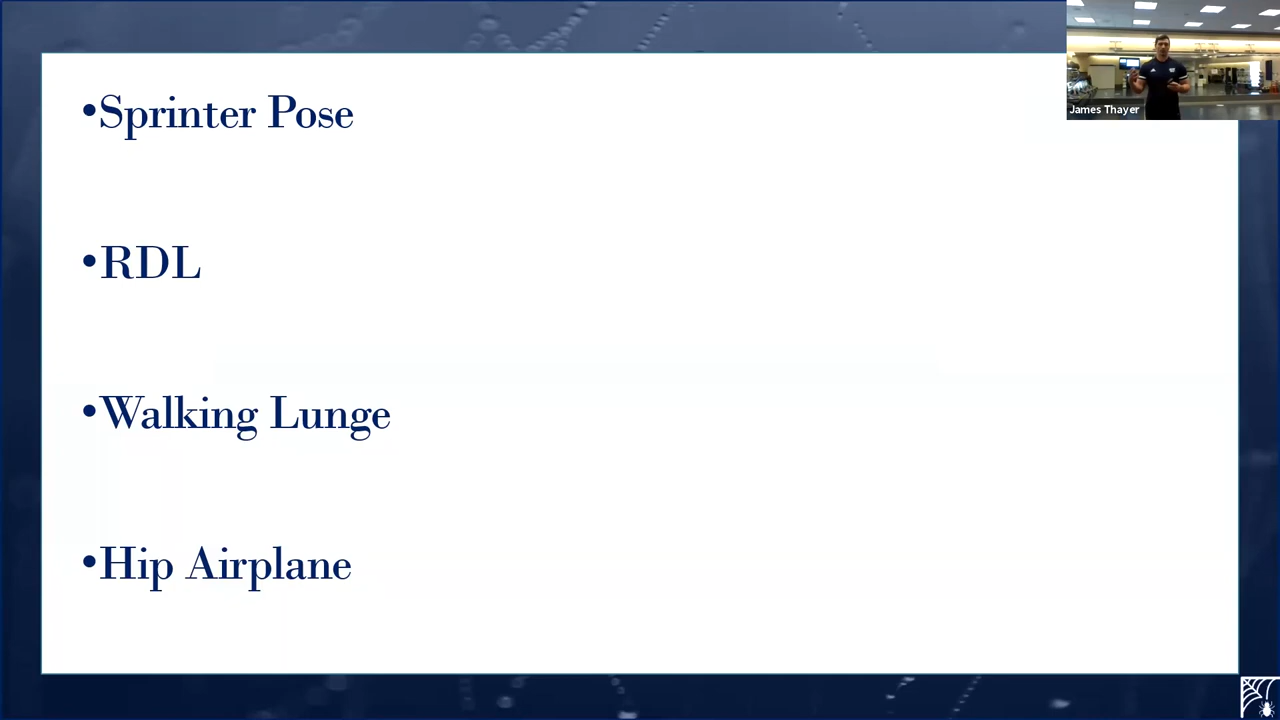 •Sprinter Pose
•RDL
•Walking Lunge
•Hip Airplane
James Thayer